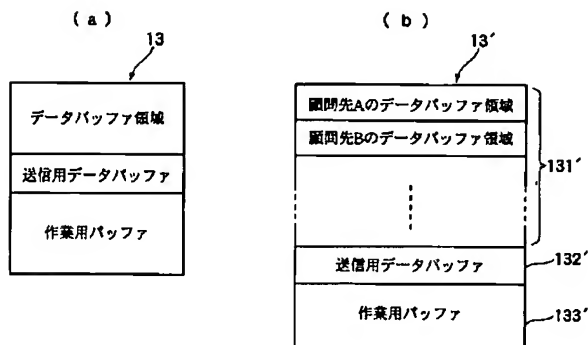 (a)
13
データバッファ領域
送信用データバッファ
作業用バッファ
(b)
13′
顧問先Aのデータバッファ領域
顧問先Bのデータバッファ領域
131′
送信用データバッファ
132′
作業用バッファ
133′